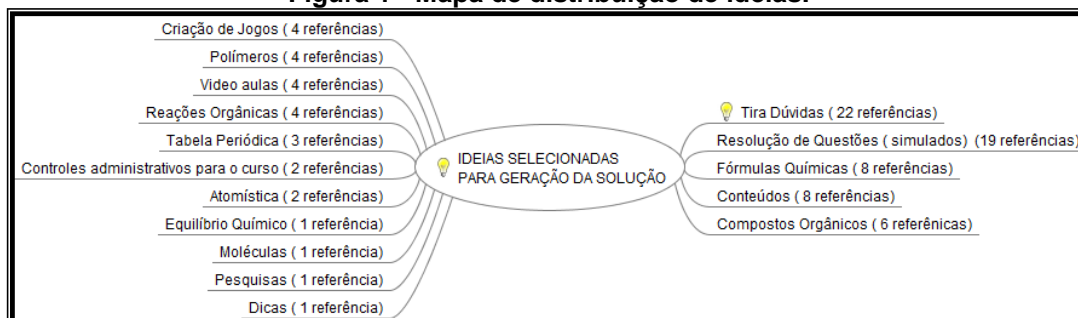 Figura 1 - Mapa de distribuição de ideias.
Criação de Jogos ( 4 referências)
Polímeros ( 4 referências)
Video aulas ( 4 referências)
Reações Orgânicas ( 4 referências)
Tabela Periódica ( 3 referências)
Controles administrativos para o curso ( 2 referências)
Atomística ( 2 referências)
Equilíbrio Químico ( 1 referência)
Moléculas ( 1 referência)
Pesquisas ( 1 referência)
Dicas ( 1 referência)
IDEIAS SELECIONADAS
PARA GERAÇÃO DA SOLUÇÃO
Tira Dúvidas ( 22 referências)
Resolução de Questões ( simulados) (19 referências)
Fórmulas Químicas ( 8 referências)
Conteúdos ( 8 referências)
Compostos Orgânicos ( 6 referênicas)